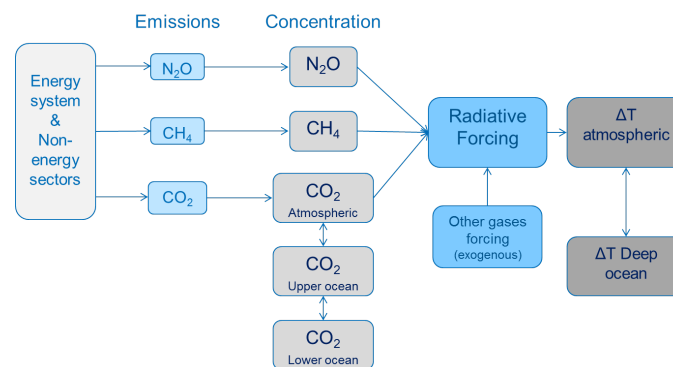 Emissions
Concentration
Energy
system
&
Non-
energy
sectors
N₂O
CH₄
CO₂
N₂O
CH₄
CO₂
Atmospheric
CO₂
Upper ocean
CO₂
Lower ocean
Radiative
Forcing
Other gases
forcing
(exogenous)
ΔT
atmospheric
ΔT Deep
ocean